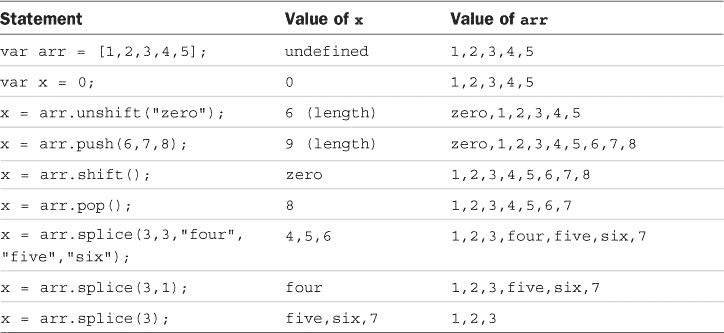 Statement Value of x Value of arr
var arr = [1,2,3,4,5]; undefined 1,2,3,4,5
var x = 0; 0 1,2,3,4,5
x = arr.unshift("zero"); 6 (length) zero,1,2,3,4,5
x = arr.push(6,7,8); 9 (length) zero,1,2,3,4,5,6,7,8
x = arr.shift(); zero 1,2,3,4,5,6,7,8
x = arr.pop(); 8 1,2,3,4,5,6,7
x = arr.splice(3,3,"four", 4,5,6 1,2,3,four,five,six,7
"five","six");
x = arr.splice(3,1); four 1,2,3,five,six,7
x = arr.splice(3); five,six,7 1,2,3